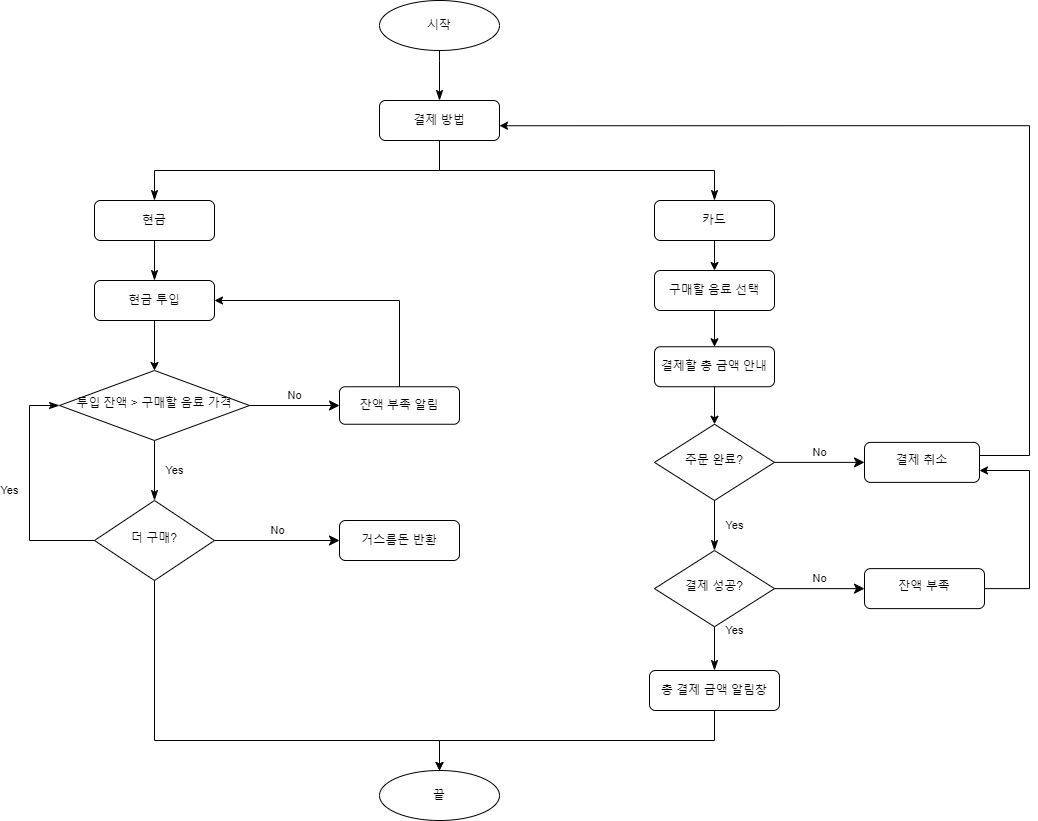 시작
결제 방법
현금
카드
현금 투입
구매할 음료 선택
결제할 총 금액 안내
투입 잔액 > 구매할 음료 가격
No
잔액 부족 알림
주문 완료?
No
결제 취소
Yes
Yes
더 구매?
No
거스름돈 반환
Yes
결제 성공?
No
잔액 부족
Yes
총 결제 금액 알림창
끝